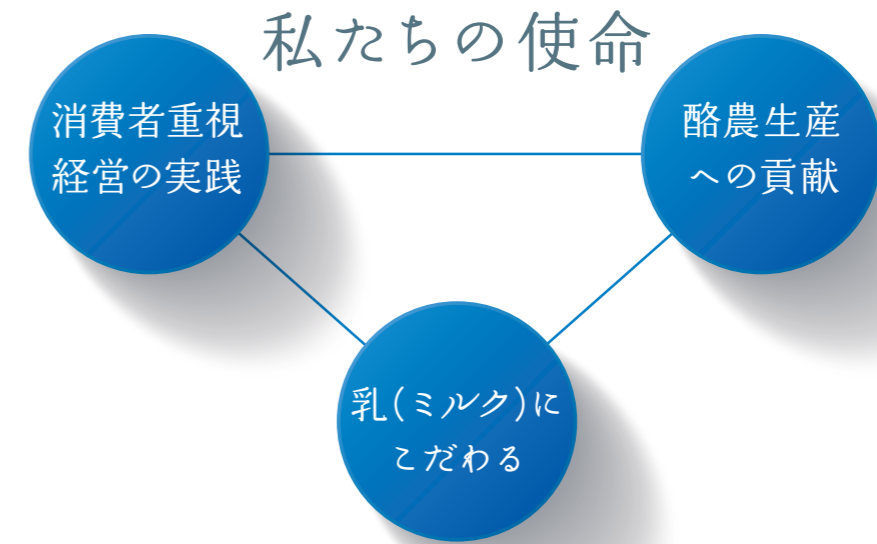 私たちの使命
消費者重視
経営の実践
酪農生産
への貢献
乳(ミルク)に
こだわる